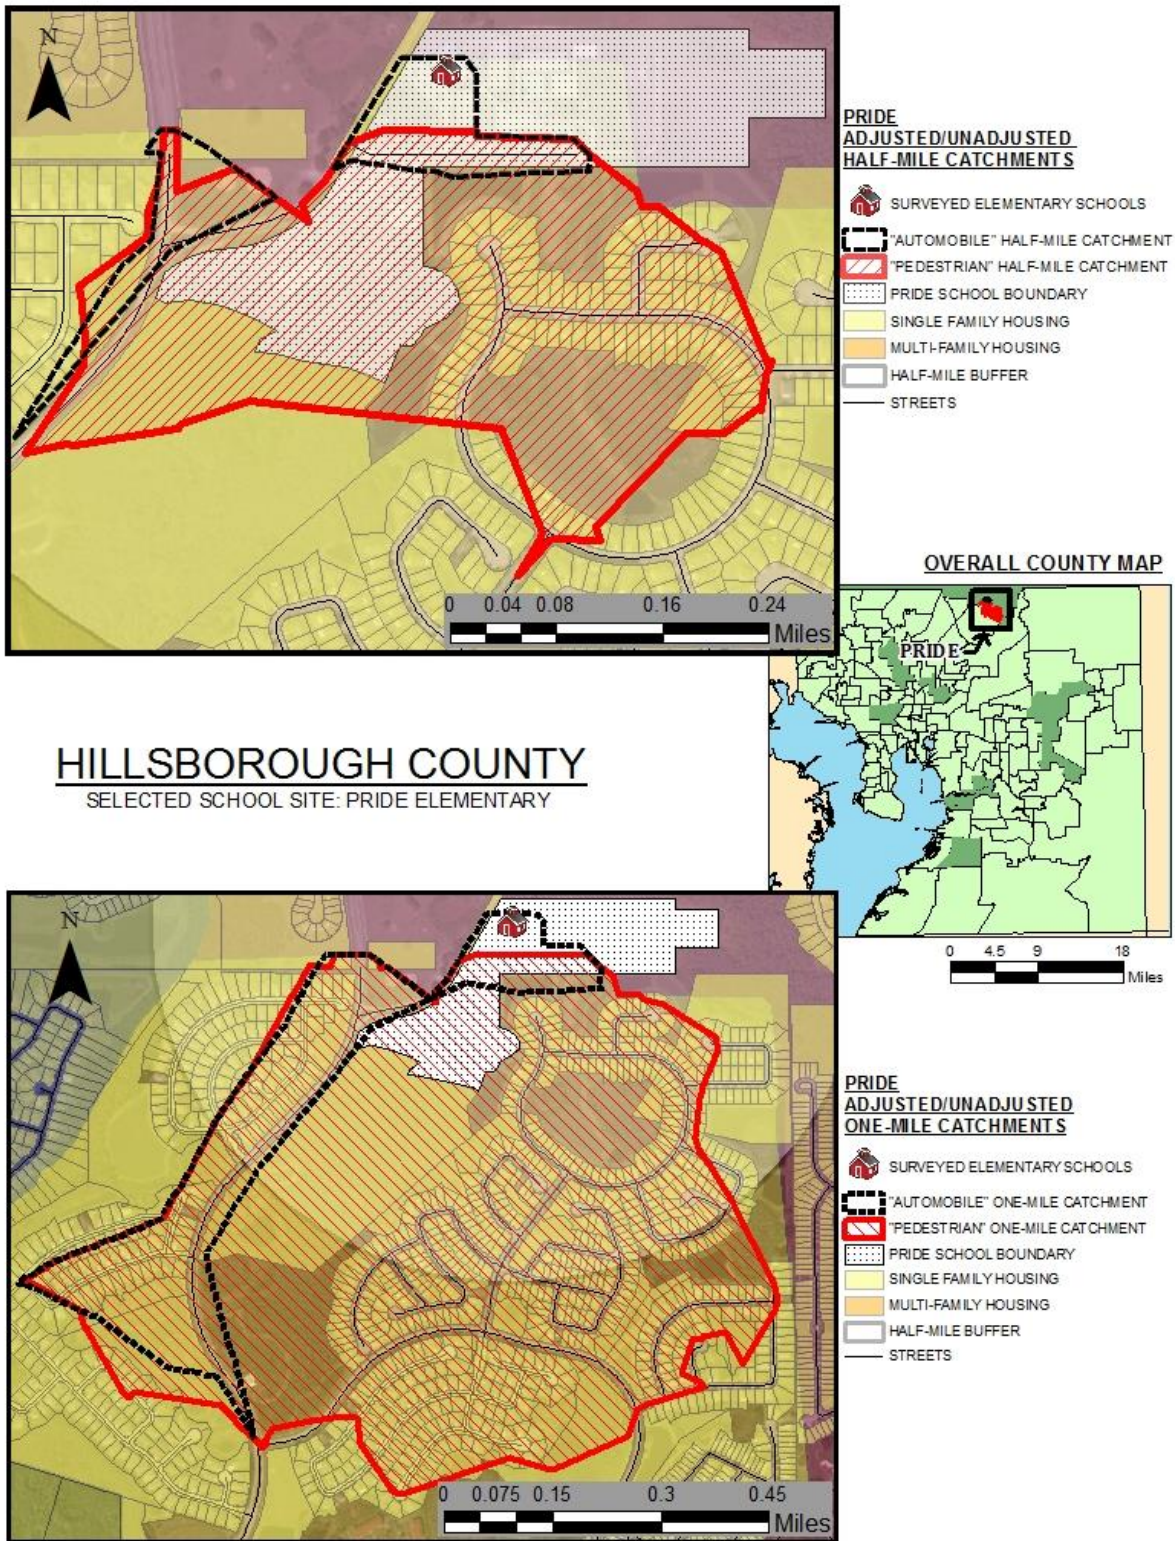 N
0 0.04 0.08 0.16 0.24
Miles
PRIDE
ADJUSTED/UNADJUSTED
HALF-MILE CATCHMENTS
SURVEYED ELEMENTARY SCHOOLS
"AUTOMOBILE" HALF-MILE CATCHMENT
"PEDESTRIAN" HALF-MILE CATCHMENT
PRIDE SCHOOL BOUNDARY
SINGLE FAMILY HOUSING
MULTI-FAMILY HOUSING
HALF-MILE BUFFER
STREETS
OVERALL COUNTY MAP
PRIDE
0 4.5 9 18
Miles
HILLSBOROUGH COUNTY
SELECTED SCHOOL SITE: PRIDE ELEMENTARY
N
0 0.075 0.15 0.3 0.45
Miles
PRIDE
ADJUSTED/UNADJUSTED
ONE-MILE CATCHMENTS
SURVEYED ELEMENTARY SCHOOLS
"AUTOMOBILE" ONE-MILE CATCHMENT
"PEDESTRIAN" ONE-MILE CATCHMENT
PRIDE SCHOOL BOUNDARY
SINGLE FAMILY HOUSING
MULTI-FAMILY HOUSING
HALF-MILE BUFFER
STREETS